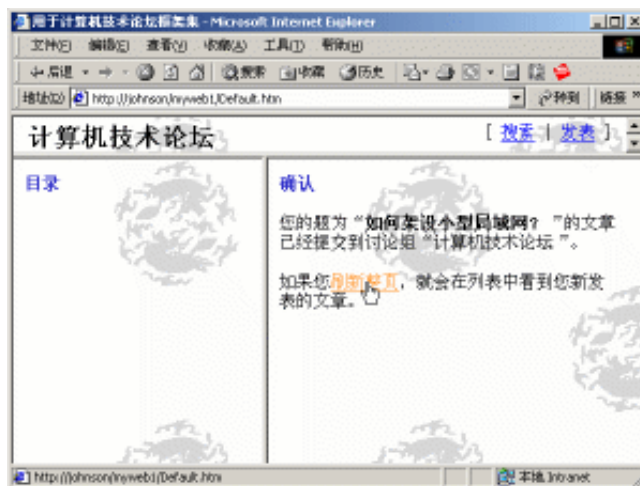 用于计算机技术论坛框架集 - Microsoft Internet Explorer
文件(F) 编辑(E) 查看(V) 收藏(A) 工具(T) 帮助(H)
后退 搜索 收藏 历史
地址(D) http://johnson/myweb1/Default.htm 转到 链接 »
计算机技术论坛
[ 搜索 | 发表 ]
目录
确认
您的题为“如何架设小型局域网？”的文章
已经提交到讨论组“计算机技术论坛”。
如果您刷新整页，就会在列表中看到您新发
表的文章。
http://johnson/myweb1/Default.htm 本地 Intranet